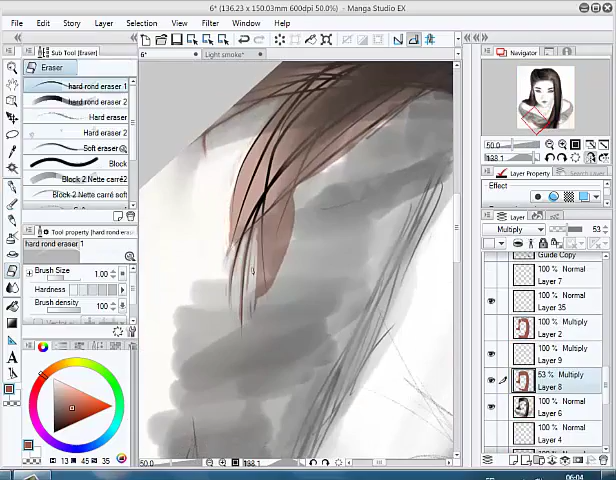 6* (136.23 x 150.03mm 600dpi 50.0%)  - Manga Studio EX
File Edit Story Layer Selection View Filter Window Help
Sub Tool (Eraser)
Eraser
hard rond eraser 1
hard rond eraser 2
Hard eraser
Hard eraser 2
Soft eraser
Block
Block 2 Nette carré2
Block 2 Nette carré soft
Tool property (hard rond eras
hard rond eraser 1
Brush Size 1.00
Hardness
Brush density 100
13 45 35
6*
Light smoke*
50.0 138.1
Navigator
50.0
138.1
Layer Property
Effect
Layer
Multiply 53
Guide Copy
100 % Normal
Layer 7
100 % Normal
Layer 35
100 % Multiply
Layer 2
100 % Multiply
Layer 9
53 % Multiply
Layer 8
100 % Normal
Layer 6
100 % Normal
Layer 4
100 % Normal
06:04